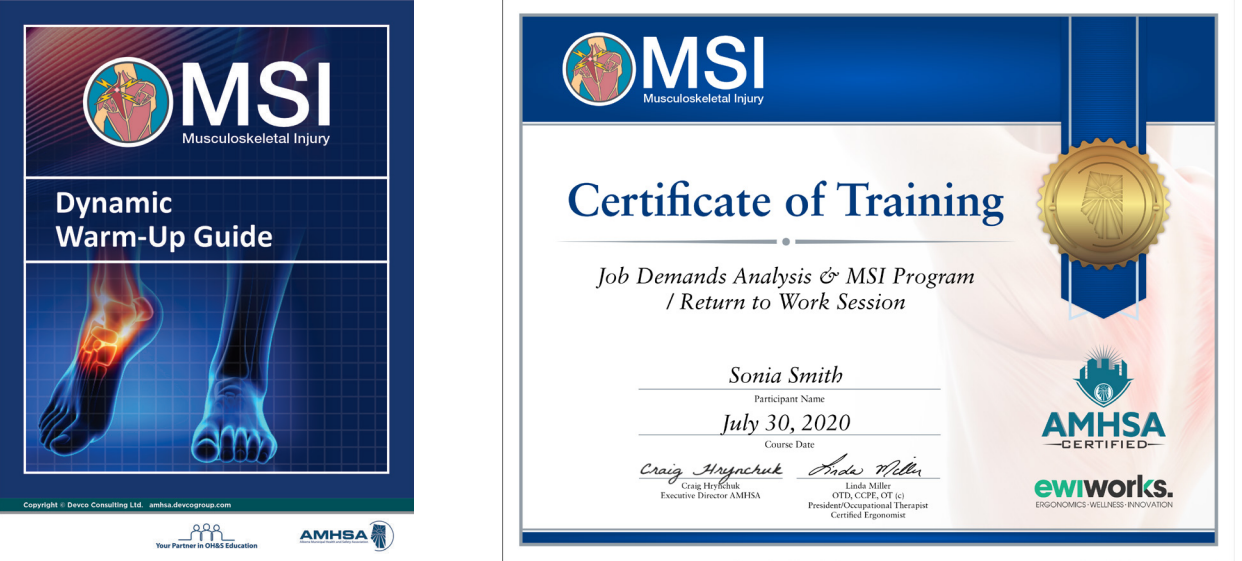 MSI
Musculoskeletal Injury
Dynamic
Warm-Up Guide
Copyright © Devco Consulting Ltd. amhsa.devcogroup.com
Your Partner in OH&S Education
AMHSA
MSI
Musculoskeletal Injury
Certificate of Training
Job Demands Analysis & MSI Program
/ Return to Work Session
Sonia Smith
Participant Name
July 30, 2020
Course Date
Craig Hrynchuk
Craig Hrynchuk
Executive Director AMHSA
Linda Miller
Linda Miller
OTD, CCPE, OT (c)
President/Occupational Therapist
Certified Ergonomist
AMHSA
CERTIFIED
ewiworks.
ERGONOMICS · WELLNESS · INNOVATION